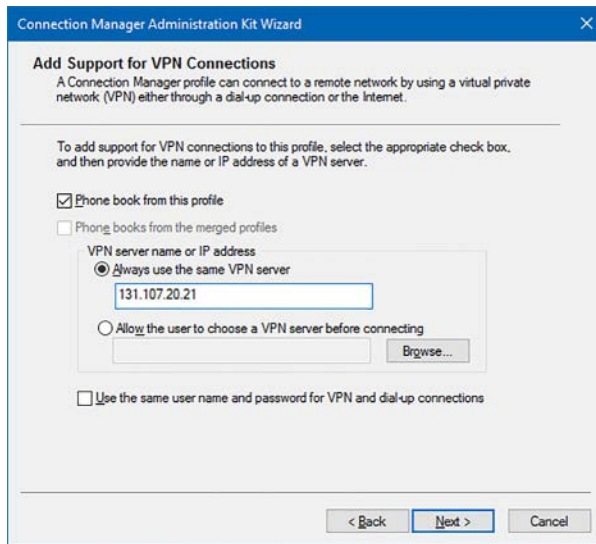 Connection Manager Administration Kit Wizard
Add Support for VPN Connections
A Connection Manager profile can connect to a remote network by using a virtual private
network (VPN) either through a dial-up connection or the Internet.
To add support for VPN connections to this profile, select the appropriate check box,
and then provide the name or IP address of a VPN server.
Phone book from this profile
Phone books from the merged profiles
VPN server name or IP address
Always use the same VPN server
131.107.20.21
Allow the user to choose a VPN server before connecting
Browse...
Use the same user name and password for VPN and dial-up connections
< Back Next > Cancel